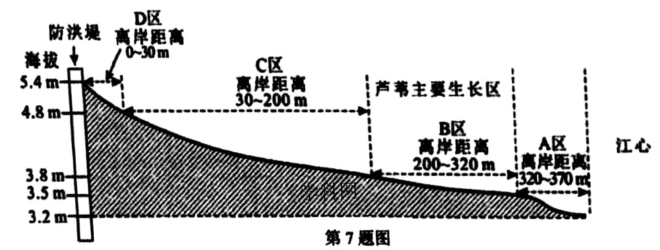 防洪堤
海拔
5.4 m
4.8 m
3.8 m
3.5 m
3.2 m
D区
离岸距离
0~30 m
C区
离岸距离
30~200 m
芦苇主要生长区
B区
离岸距离
200~320 m
A区
离岸距离
320~370 m
江心
学科网
第7题图